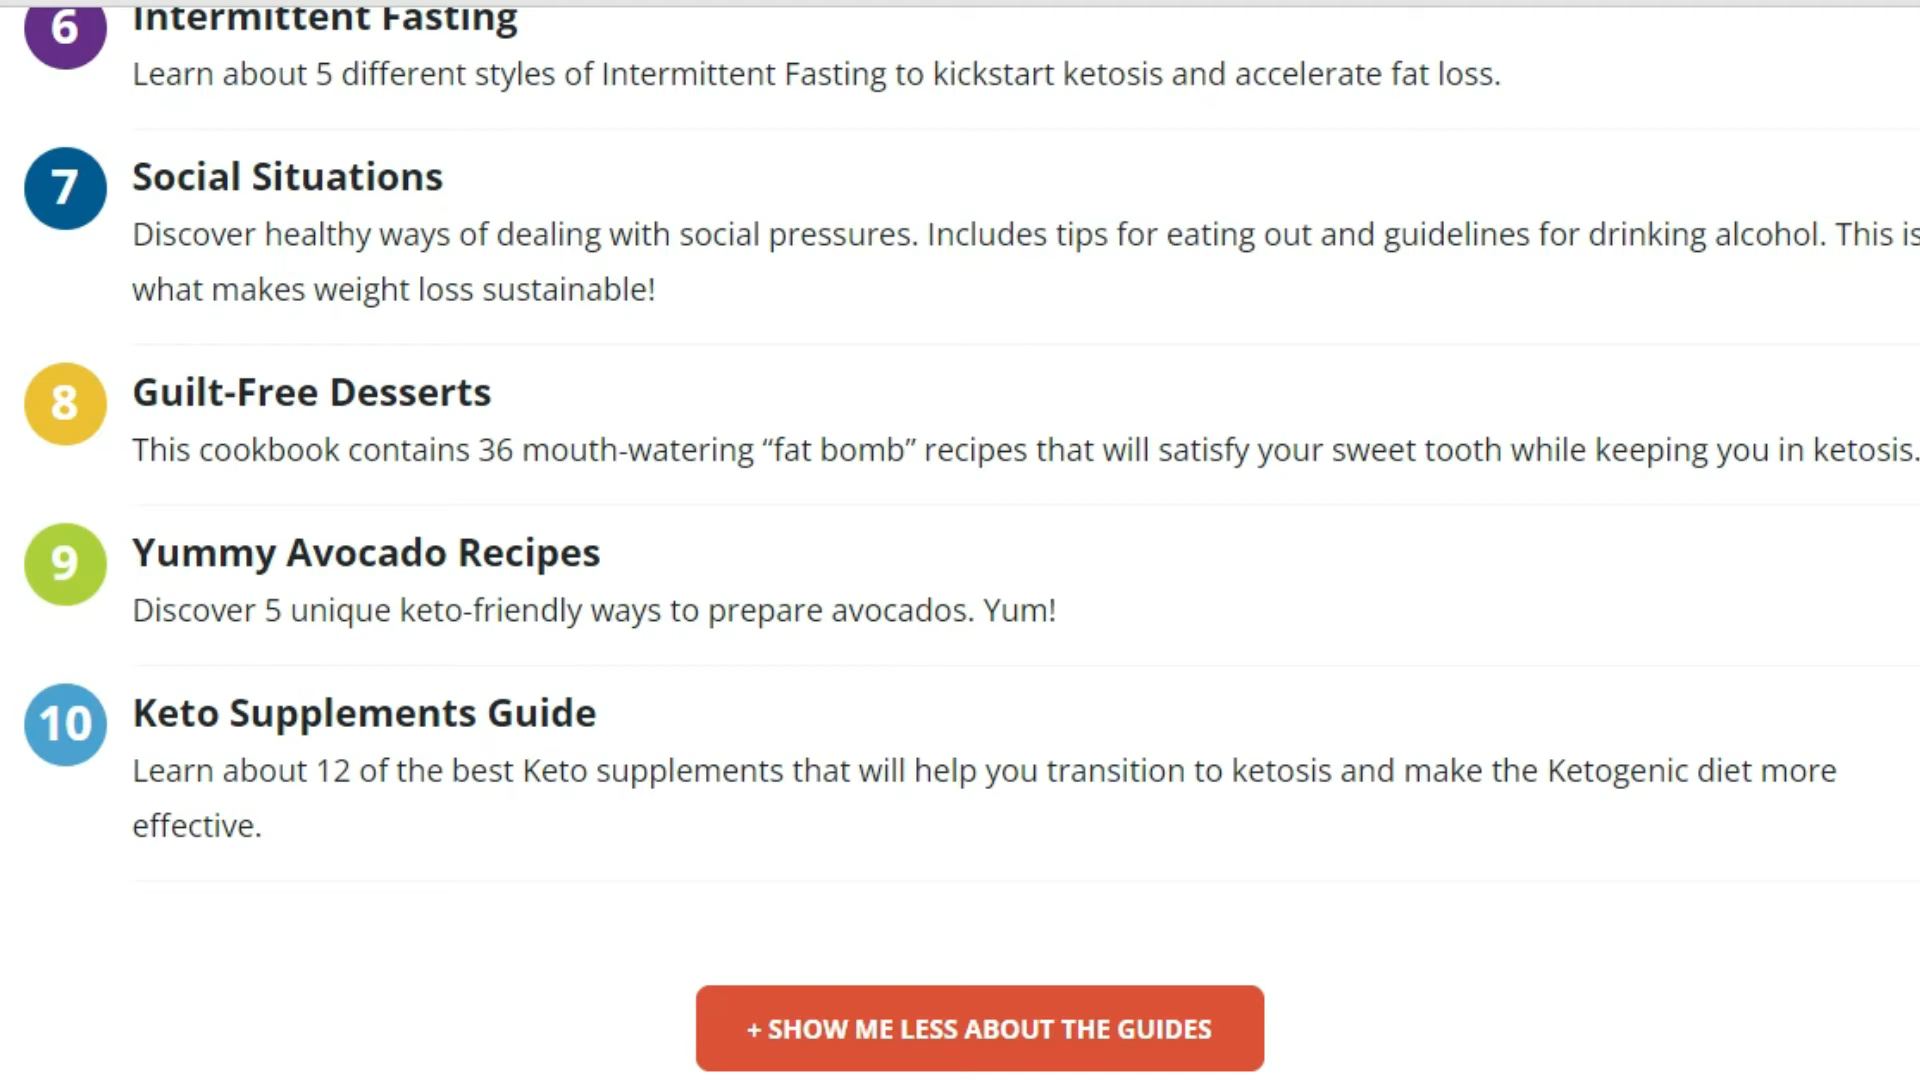 6
Intermittent Fasting
Learn about 5 different styles of Intermittent Fasting to kickstart ketosis and accelerate fat loss.
7
Social Situations
Discover healthy ways of dealing with social pressures. Includes tips for eating out and guidelines for drinking alcohol. This is
what makes weight loss sustainable!
8
Guilt-Free Desserts
This cookbook contains 36 mouth-watering “fat bomb” recipes that will satisfy your sweet tooth while keeping you in ketosis.
9
Yummy Avocado Recipes
Discover 5 unique keto-friendly ways to prepare avocados. Yum!
10
Keto Supplements Guide
Learn about 12 of the best Keto supplements that will help you transition to ketosis and make the Ketogenic diet more
effective.
+ SHOW ME LESS ABOUT THE GUIDES